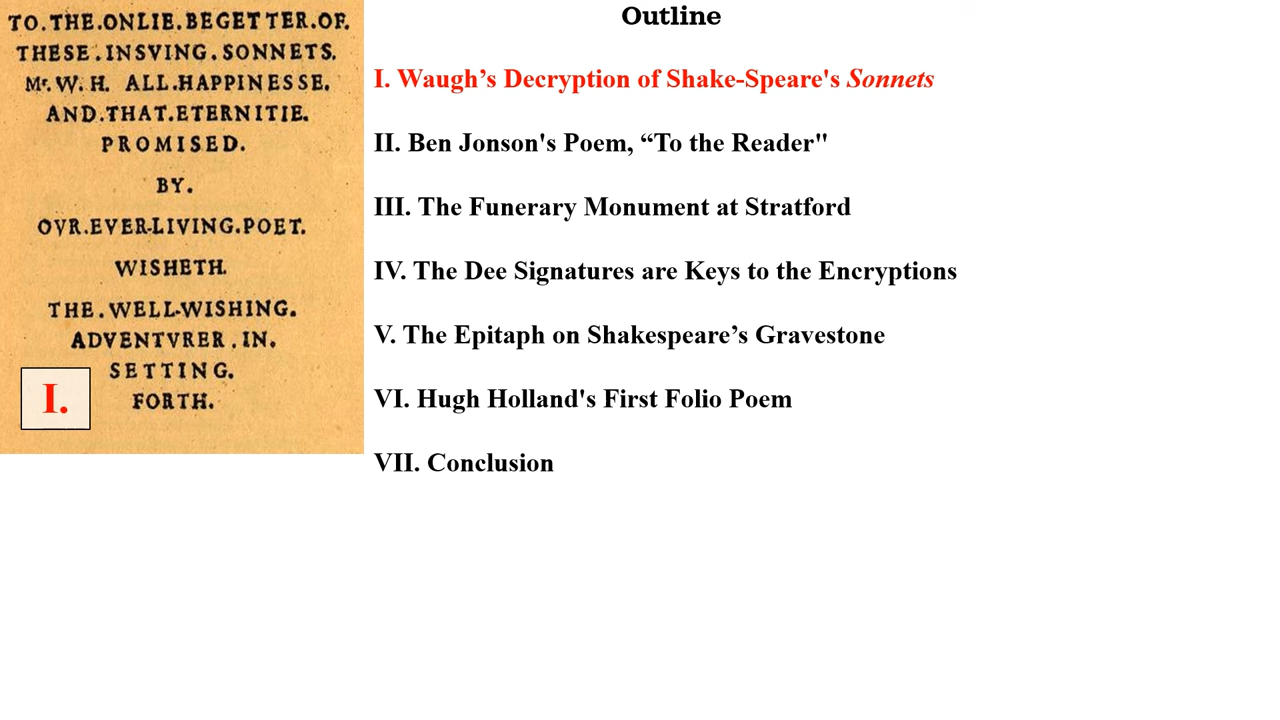 TO.THE.ONLIE.BEGETTER.OF.
THESE.INSVING.SONNETS.
Mr.W.H. ALL.HAPPINESSE.
AND.THAT.ETERNITIE.
PROMISED.
BY.
OVR.EVER-LIVING.POET.
WISHETH.
THE.WELL-WISHING.
ADVENTVRER.IN.
SETTING.
FORTH.
I.
Outline
I. Waugh’s Decryption of Shake-Speare's Sonnets
II. Ben Jonson's Poem, “To the Reader"
III. The Funerary Monument at Stratford
IV. The Dee Signatures are Keys to the Encryptions
V. The Epitaph on Shakespeare’s Gravestone
VI. Hugh Holland's First Folio Poem
VII. Conclusion